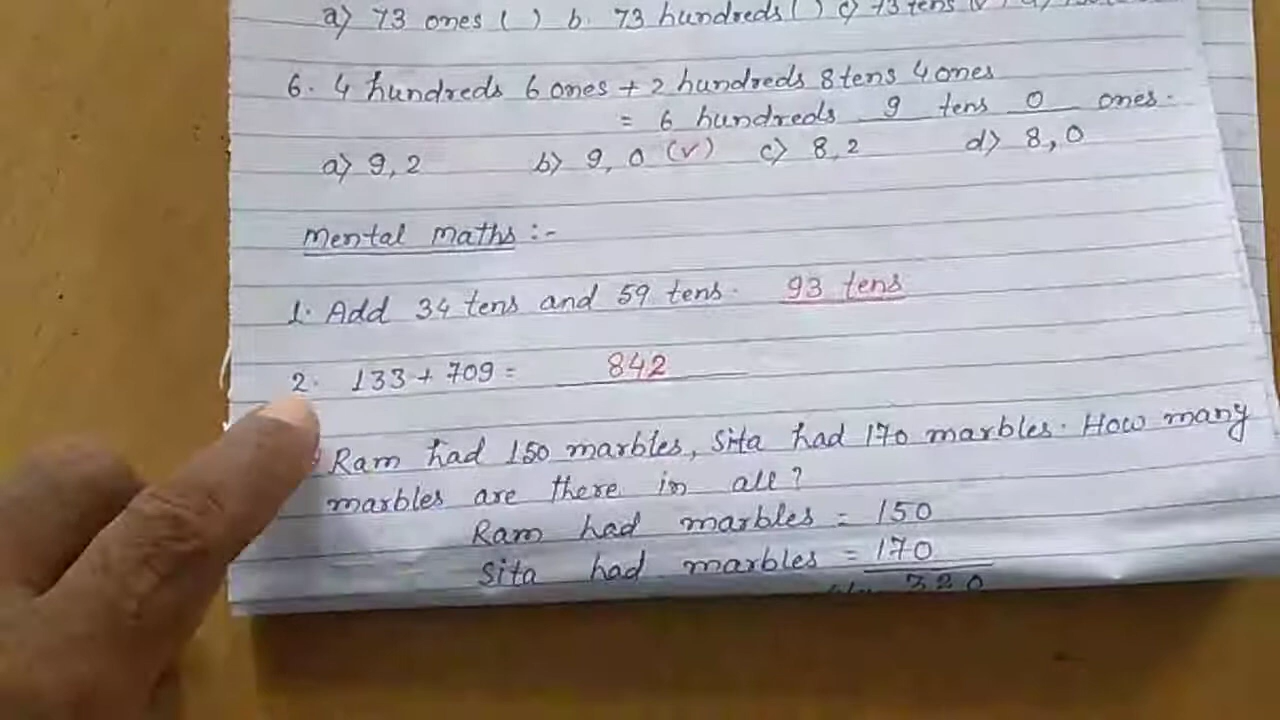 a) 73 ones ( ) b. 73 hundreds ( ) c) 73 tens (v
6. 4 hundreds 6 ones + 2 hundreds 8 tens 4 ones
= 6 hundreds 9 tens 0 ones.
a) 9, 2 b) 9, 0 (v) c) 8, 2 d) 8, 0
Mental maths :-
1. Add 34 tens and 59 tens. 93 tens
2. 133 + 709 = 842
Ram had 150 marbles, Sita had 170 marbles. How many
marbles are there in all ?
Ram had marbles = 150
Sita had marbles = 170
320